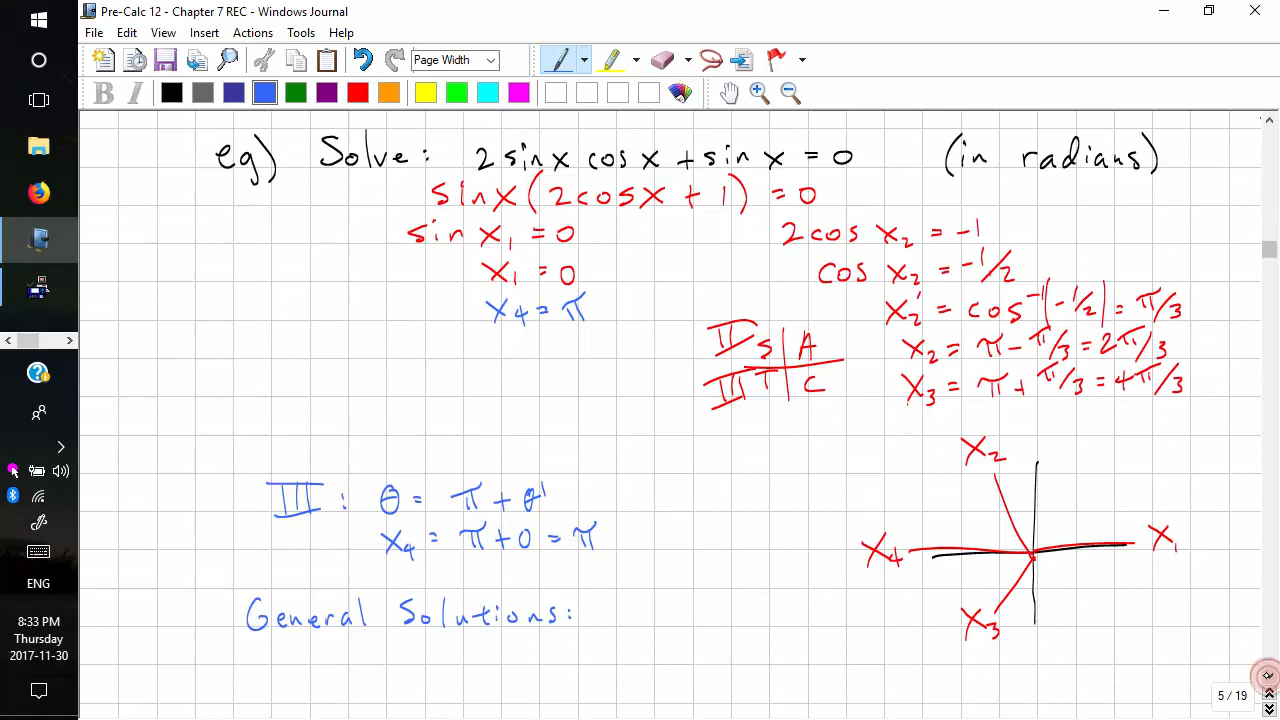 Pre-Calc 12 - Chapter 7 REC - Windows Journal
File Edit View Insert Actions Tools Help
Page Width
B I
eg) Solve: 2 sin x cos x + sin x = 0 (in radians)
sin x (2 cos x + 1) = 0
sin x₁ = 0 2 cos x₂ = -1
x₁ = 0 cos x₂ = -1/2
x₄ = π x₂' = cos⁻¹|-1/2| = π/3
II S A x₂ = π - π/3 = 2π/3
III T C x₃ = π + π/3 = 4π/3
x₂
III: θ = π + θ'
x₄ = π + 0 = π
x₄ x₁
General Solutions:
x₃
ENG
8:33 PM
Thursday
2017-11-30
5 / 19